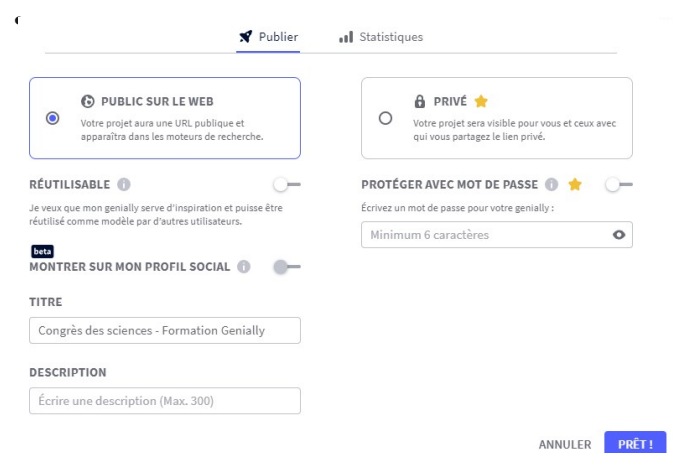 Publier
Statistiques
PUBLIC SUR LE WEB
Votre projet aura une URL publique et
apparaîtra dans les moteurs de recherche.
PRIVÉ
Votre projet sera visible pour vous et ceux avec
qui vous partagez le lien privé.
RÉUTILISABLE
Je veux que mon genially serve d'inspiration et puisse être
réutilisé comme modèle par d'autres utilisateurs.
PROTÉGER AVEC MOT DE PASSE
Écrivez un mot de passe pour votre genially :
Minimum 6 caractères
beta
MONTRER SUR MON PROFIL SOCIAL
TITRE
Congrès des sciences - Formation Genially
DESCRIPTION
Écrire une description (Max. 300)
ANNULER
PRÊT !